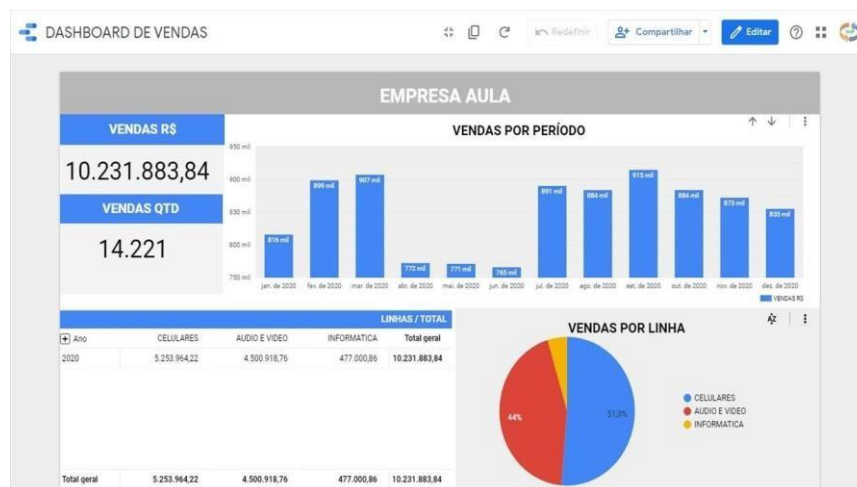 DASHBOARD DE VENDAS
Redefinir
Compartilhar
Editar
EMPRESA AULA
VENDAS R$
10.231.883,84
VENDAS QTD
14.221
VENDAS POR PERÍODO
950 mil
900 mil
850 mil
800 mil
750 mil
816 mil
899 mil
907 mil
772 mil
771 mil
765 mil
891 mil
884 mil
915 mil
884 mil
873 mil
855 mil
jan. de 2020 fev. de 2020 mar. de 2020 abr. de 2020 mai. de 2020 jun. de 2020 jul. de 2020 ago. de 2020 set. de 2020 out. de 2020 nov. de 2020 dez. de 2020
VENDAS R$
LINHAS / TOTAL
Ano CELULARES AUDIO E VIDEO INFORMATICA Total geral
2020 5.253.964,22 4.500.918,76 477.000,86 10.231.883,84
Total geral 5.253.964,22 4.500.918,76 477.000,86 10.231.883,84
VENDAS POR LINHA
44%
51,3%
CELULARES
AUDIO E VIDEO
INFORMATICA